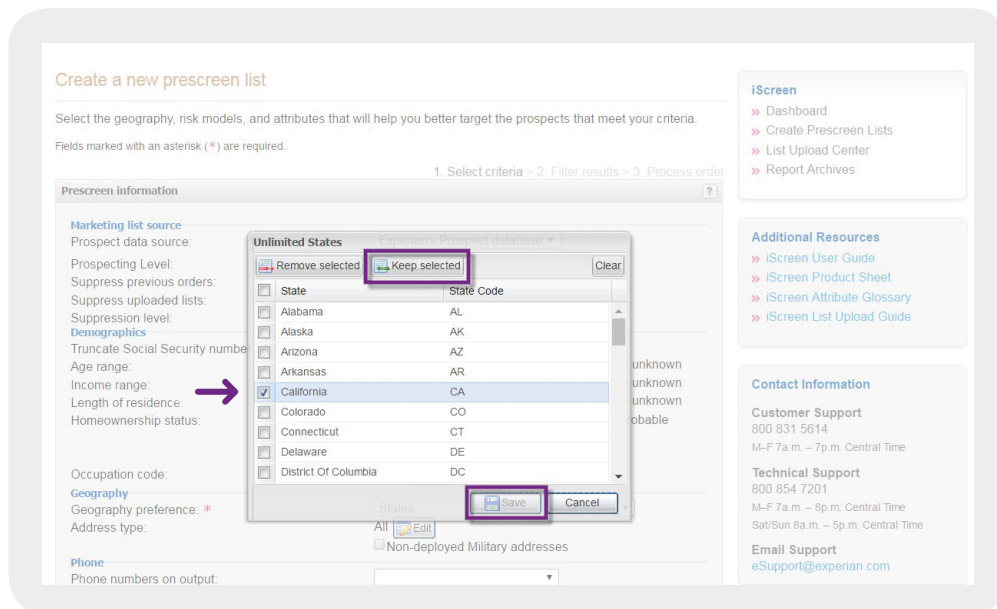 Create a new prescreen list
Select the geography, risk models, and attributes that will help you better target the prospects that meet your criteria.
Fields marked with an asterisk (*) are required.
1. Select criteria > 2. Filter results > 3. Process order
Prescreen information
?
Marketing list source
Prospect data source: Experian's Prospect database
Prospecting Level:
Suppress previous orders:
Suppress uploaded lists:
Suppression level:
Demographics
Truncate Social Security numbe
Age range: unknown
Income range: unknown
Length of residence: unknown
Homeownership status: obable
Occupation code:
Geography
Geography preference: * States
Address type: All Edit
Non-deployed Military addresses
Phone
Phone numbers on output:
Unlimited States
Remove selected Keep selected Clear
State State Code
Alabama AL
Alaska AK
Arizona AZ
Arkansas AR
California CA
Colorado CO
Connecticut CT
Delaware DE
District Of Columbia DC
Save Cancel
iScreen
» Dashboard
» Create Prescreen Lists
» List Upload Center
» Report Archives
Additional Resources
» iScreen User Guide
» iScreen Product Sheet
» iScreen Attribute Glossary
» iScreen List Upload Guide
Contact Information
Customer Support
800 831 5614
M–F 7a.m. – 7p.m. Central Time
Technical Support
800 854 7201
M–F 7a.m. – 8p.m. Central Time
Sat/Sun 8a.m. – 5p.m. Central Time
Email Support
eSupport@experian.com